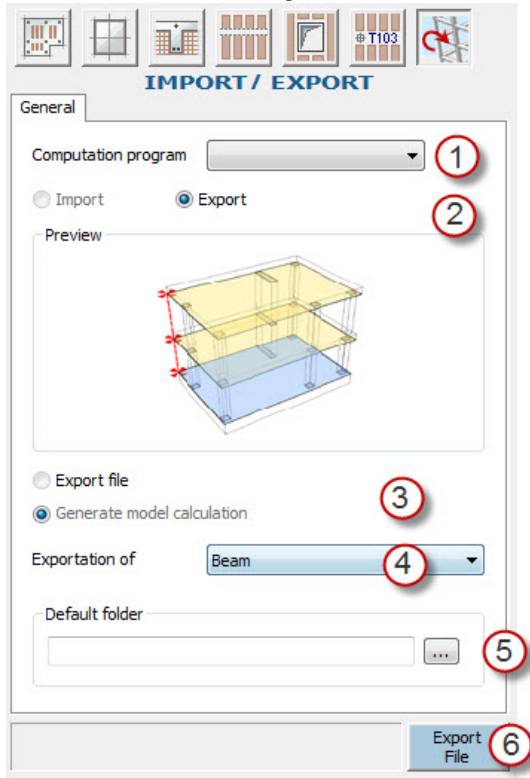 T103
IMPORT/ EXPORT
General
Computation program
1
Import
Export
2
Preview
Export file
Generate model calculation
3
Exportation of
Beam
4
Default folder
...
5
Export
File
6